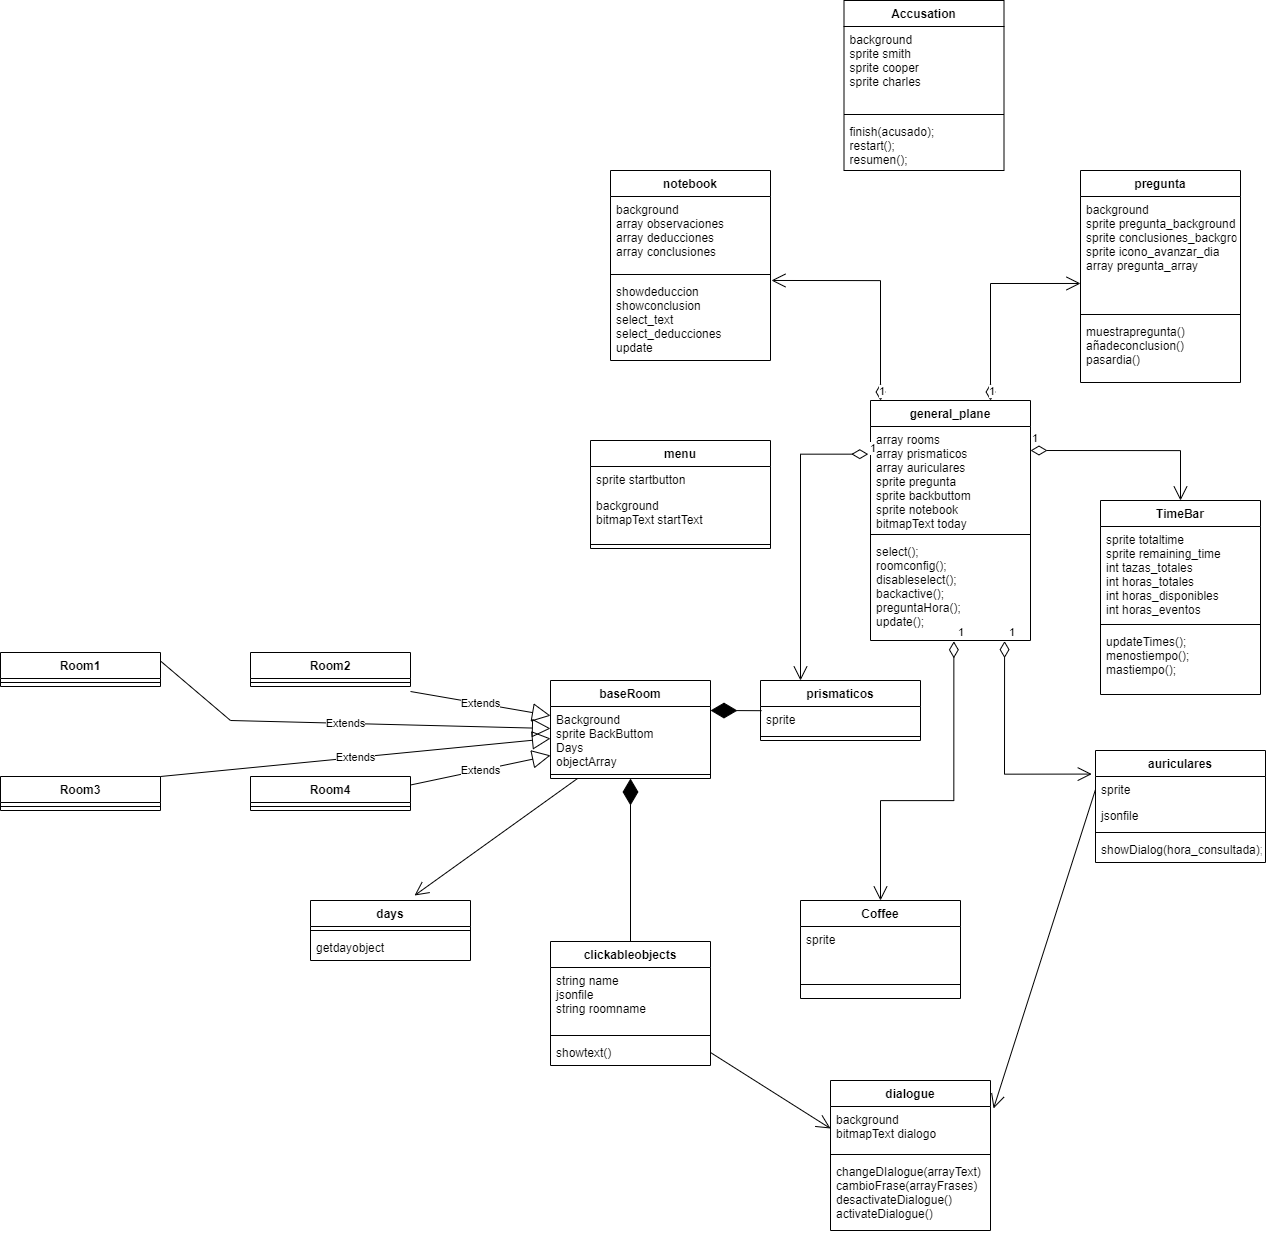 Accusation
background
sprite smith
sprite cooper
sprite charles
finish(acusado);
restart();
resumen();
notebook
background
array observaciones
array deducciones
array conclusiones
showdeduccion
showconclusion
select_text
select_deducciones
update
pregunta
background
sprite pregunta_background
sprite conclusiones_backgro
sprite icono_avanzar_dia
array pregunta_array
muestrapregunta()
añadeconclusion()
pasardia()
1
1
general_plane
array rooms
array prismaticos
array auriculares
sprite pregunta
sprite backbuttom
sprite notebook
bitmapText today
select();
roomconfig();
disableselect();
backactive();
preguntaHora();
update();
1
1
1
1
menu
sprite startbutton
background
bitmapText startText
TimeBar
sprite totaltime
sprite remaining_time
int tazas_totales
int horas_totales
int horas_disponibles
int horas_eventos
updateTimes();
menostiempo();
mastiempo();
Room1
Room2
Room3
Room4
Extends
Extends
Extends
Extends
baseRoom
Background
sprite BackButtom
Days
objectArray
prismaticos
sprite
auriculares
sprite
jsonfile
showDialog(hora_consultada);
days
getdayobject
Coffee
sprite
clickableobjects
string name
jsonfile
string roomname
showtext()
dialogue
background
bitmapText dialogo
changeDIalogue(arrayText)
cambioFrase(arrayFrases)
desactivateDialogue()
activateDialogue()